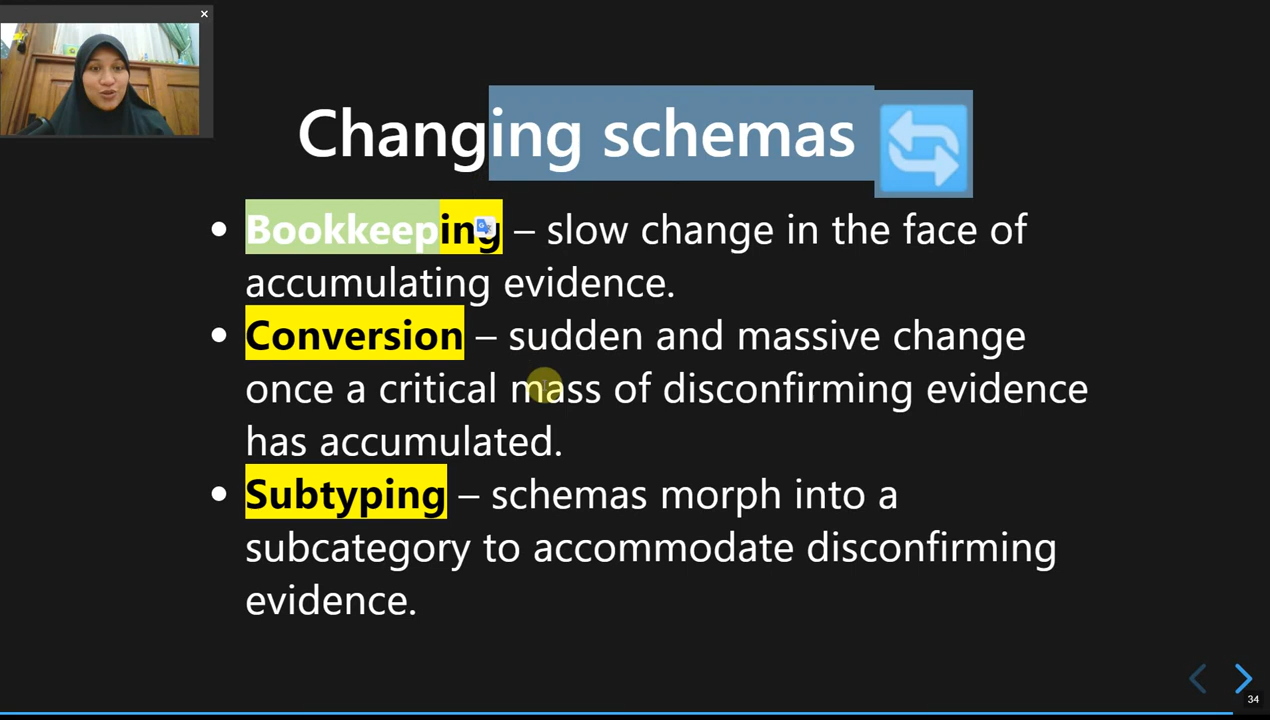 Changing schemas
Bookkeeping – slow change in the face of
accumulating evidence.
Conversion – sudden and massive change
once a critical mass of disconfirming evidence
has accumulated.
Subtyping – schemas morph into a
subcategory to accommodate disconfirming
evidence.
34